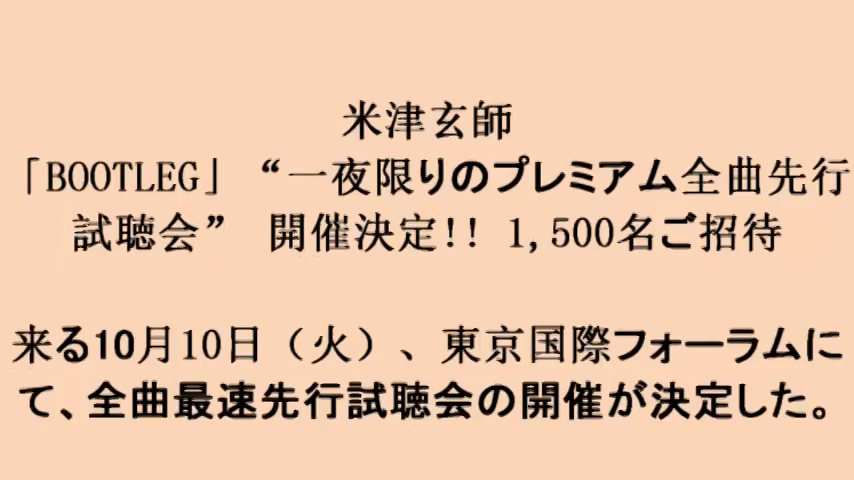 米津玄師
「BOOTLEG」 “一夜限りのプレミアム全曲先行
試聴会” 開催決定!! 1,500名ご招待
来る10月10日（火）、東京国際フォーラムに
て、全曲最速先行試聴会の開催が決定した。